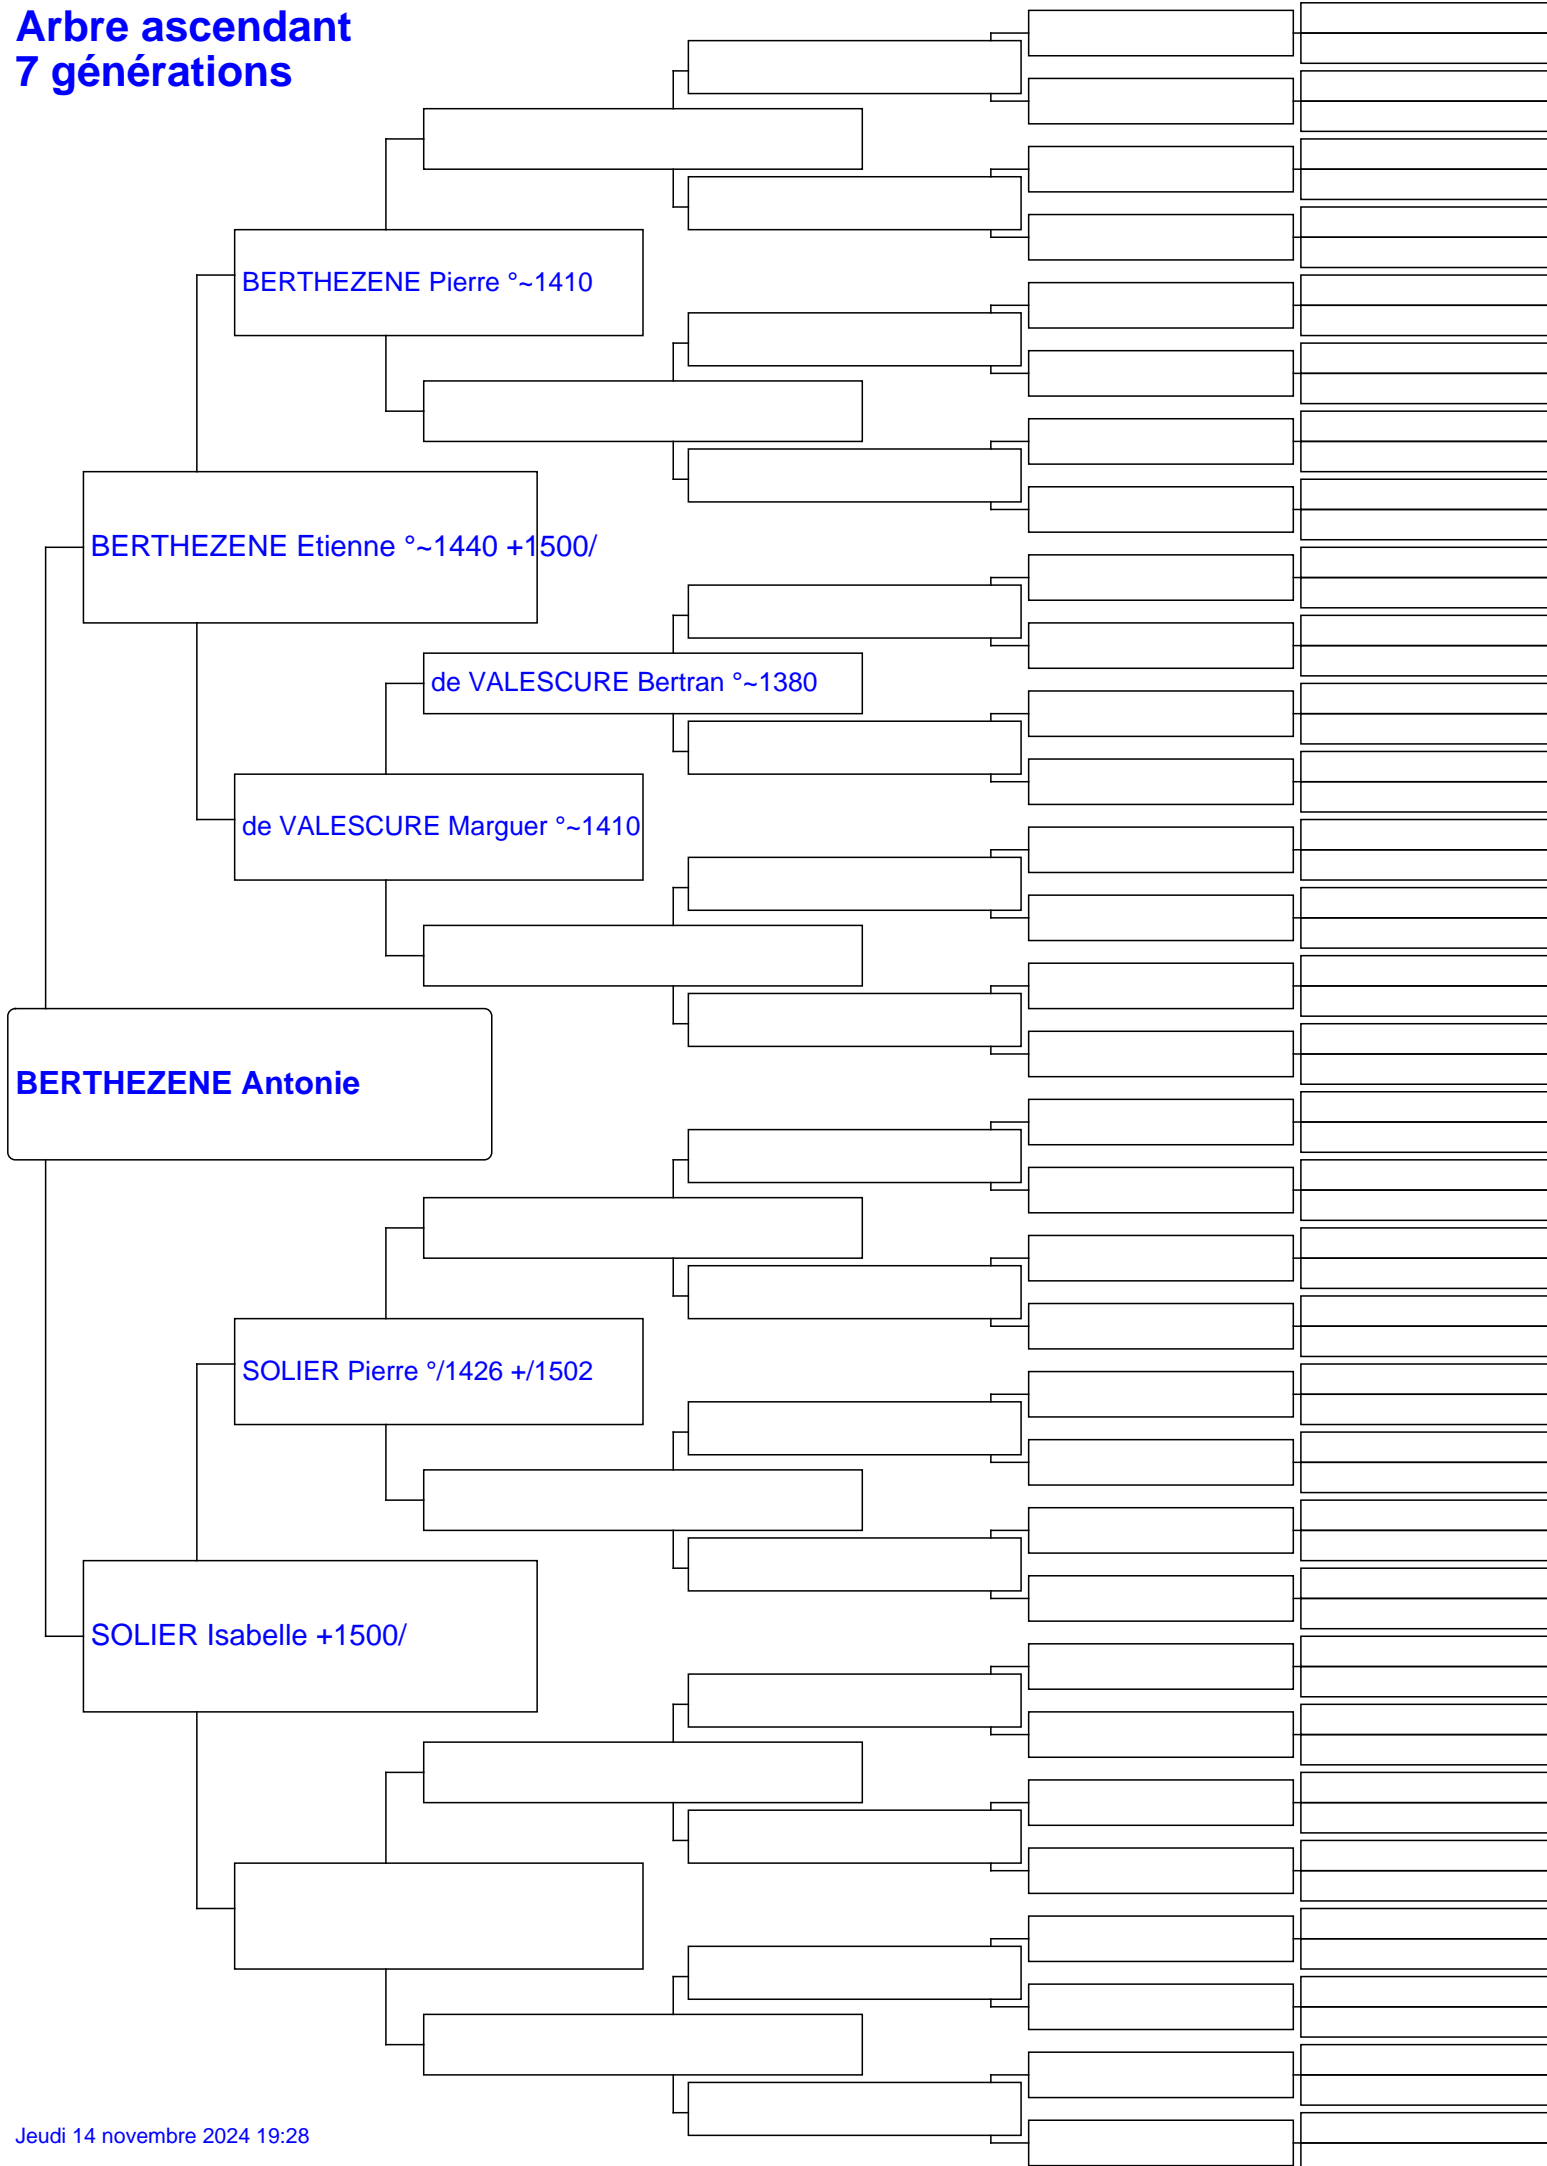 Arbre ascendant
7 générations
BERTHEZENE Pierre °~1410
BERTHEZENE Etienne °~1440 +1500/
de VALESCURE Bertran °~1380
de VALESCURE Marguer °~1410
BERTHEZENE Antonie
SOLIER Pierre °/1426 +/1502
SOLIER Isabelle +1500/
Jeudi 14 novembre 2024 19:28